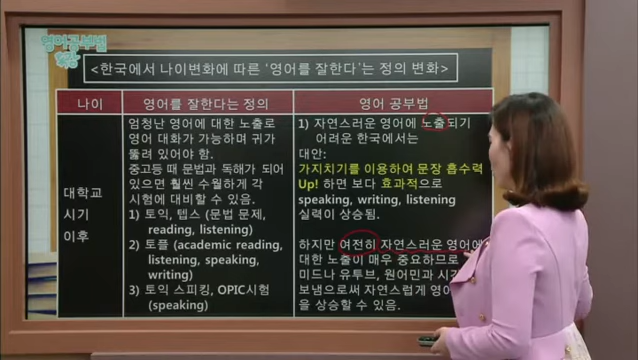 영어공부법
특강
<한국에서 나이변화에 따른 '영어를 잘한다'는 정의 변화>
나이
영어를 잘한다는 정의
영어 공부법
대학교
시기
이후
엄청난 영어에 대한 노출로
영어 대화가 가능하며 귀가
뚫려 있어야 함.
중고등 때 문법과 독해가 되어
있으면 훨씬 수월하게 각
시험에 대비할 수 있음.
1) 토익, 텝스 (문법 문제,
reading, listening)
2) 토플 (academic reading,
listening, speaking,
writing)
3) 토익 스피킹, OPIC시험
(speaking)
1) 자연스러운 영어에 노출되기
어려운 한국에서는
대안:
가지치기를 이용하여 문장 흡수력
Up! 하면 보다 효과적으로
speaking, writing, listening
실력이 상승됨.
하지만 여전히 자연스러운 영어에
대한 노출이 매우 중요하므로
미드나 유투브, 원어민과
보냄으로써 자연스럽게
을 상승할 수 있음.